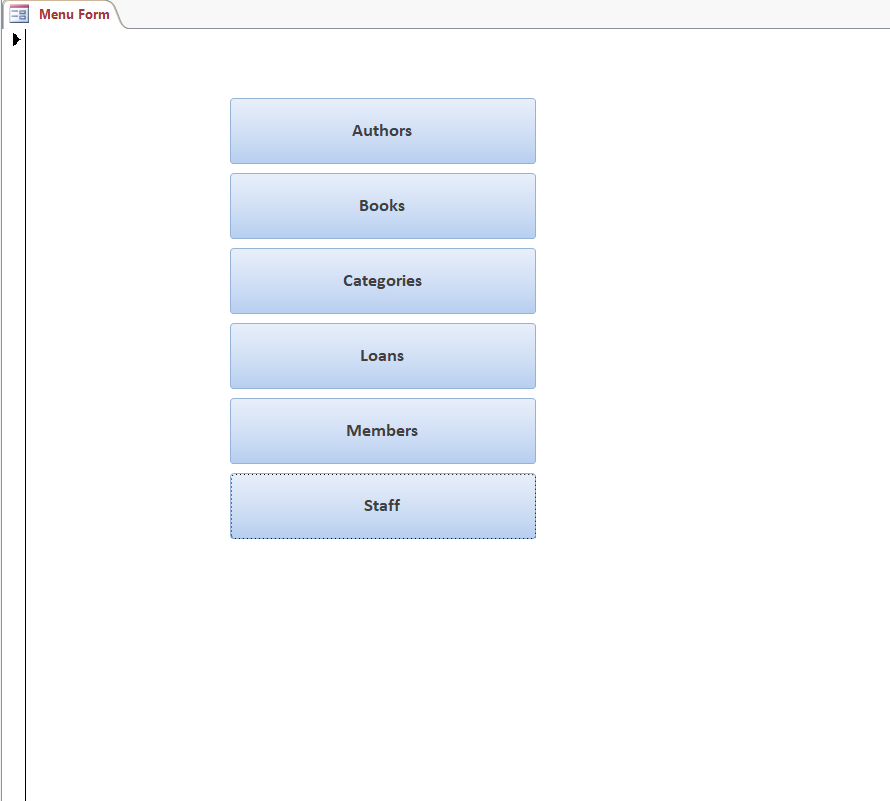 Menu Form
Authors
Books
Categories
Loans
Members
Staff